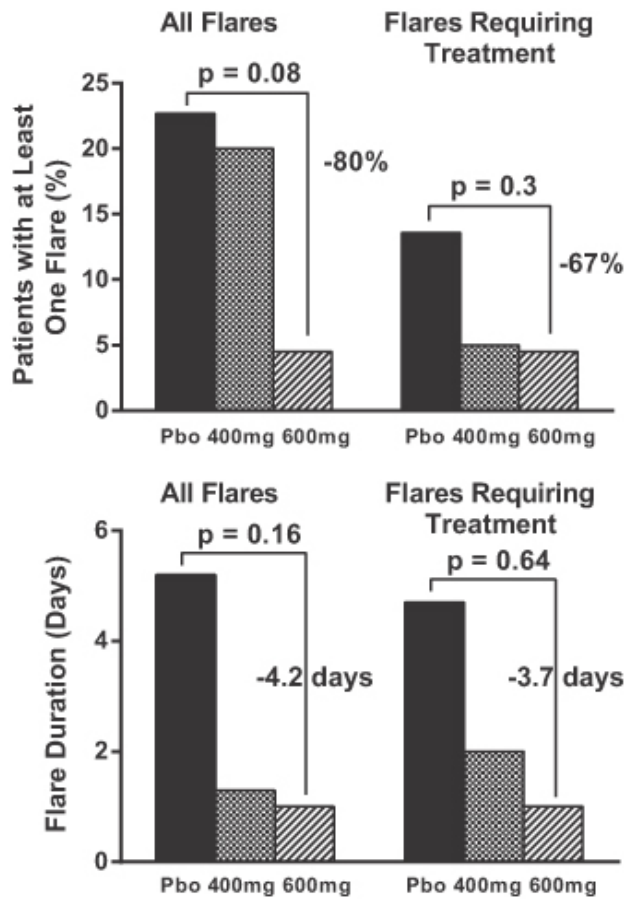 All Flares
Flares Requiring
Treatment
Patients with at Least
One Flare (%)
25
20
15
10
5
0
p = 0.08
-80%
p = 0.3
-67%
Pbo 400mg 600mg
Pbo 400mg 600mg
All Flares
Flares Requiring
Treatment
Flare Duration (Days)
6
4
2
0
p = 0.16
-4.2 days
p = 0.64
-3.7 days
Pbo 400mg 600mg
Pbo 400mg 600mg